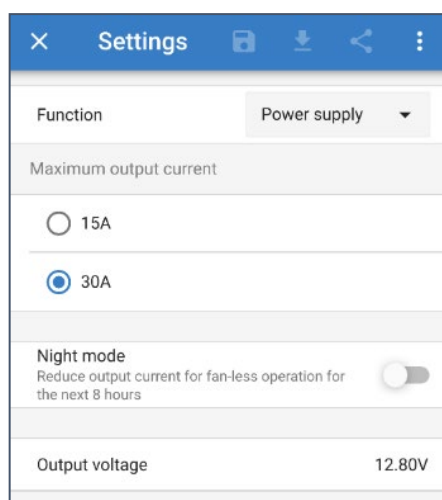 Settings
Function
Power supply
Maximum output current
15A
30A
Night mode
Reduce output current for fan-less operation for
the next 8 hours
Output voltage
12.80V